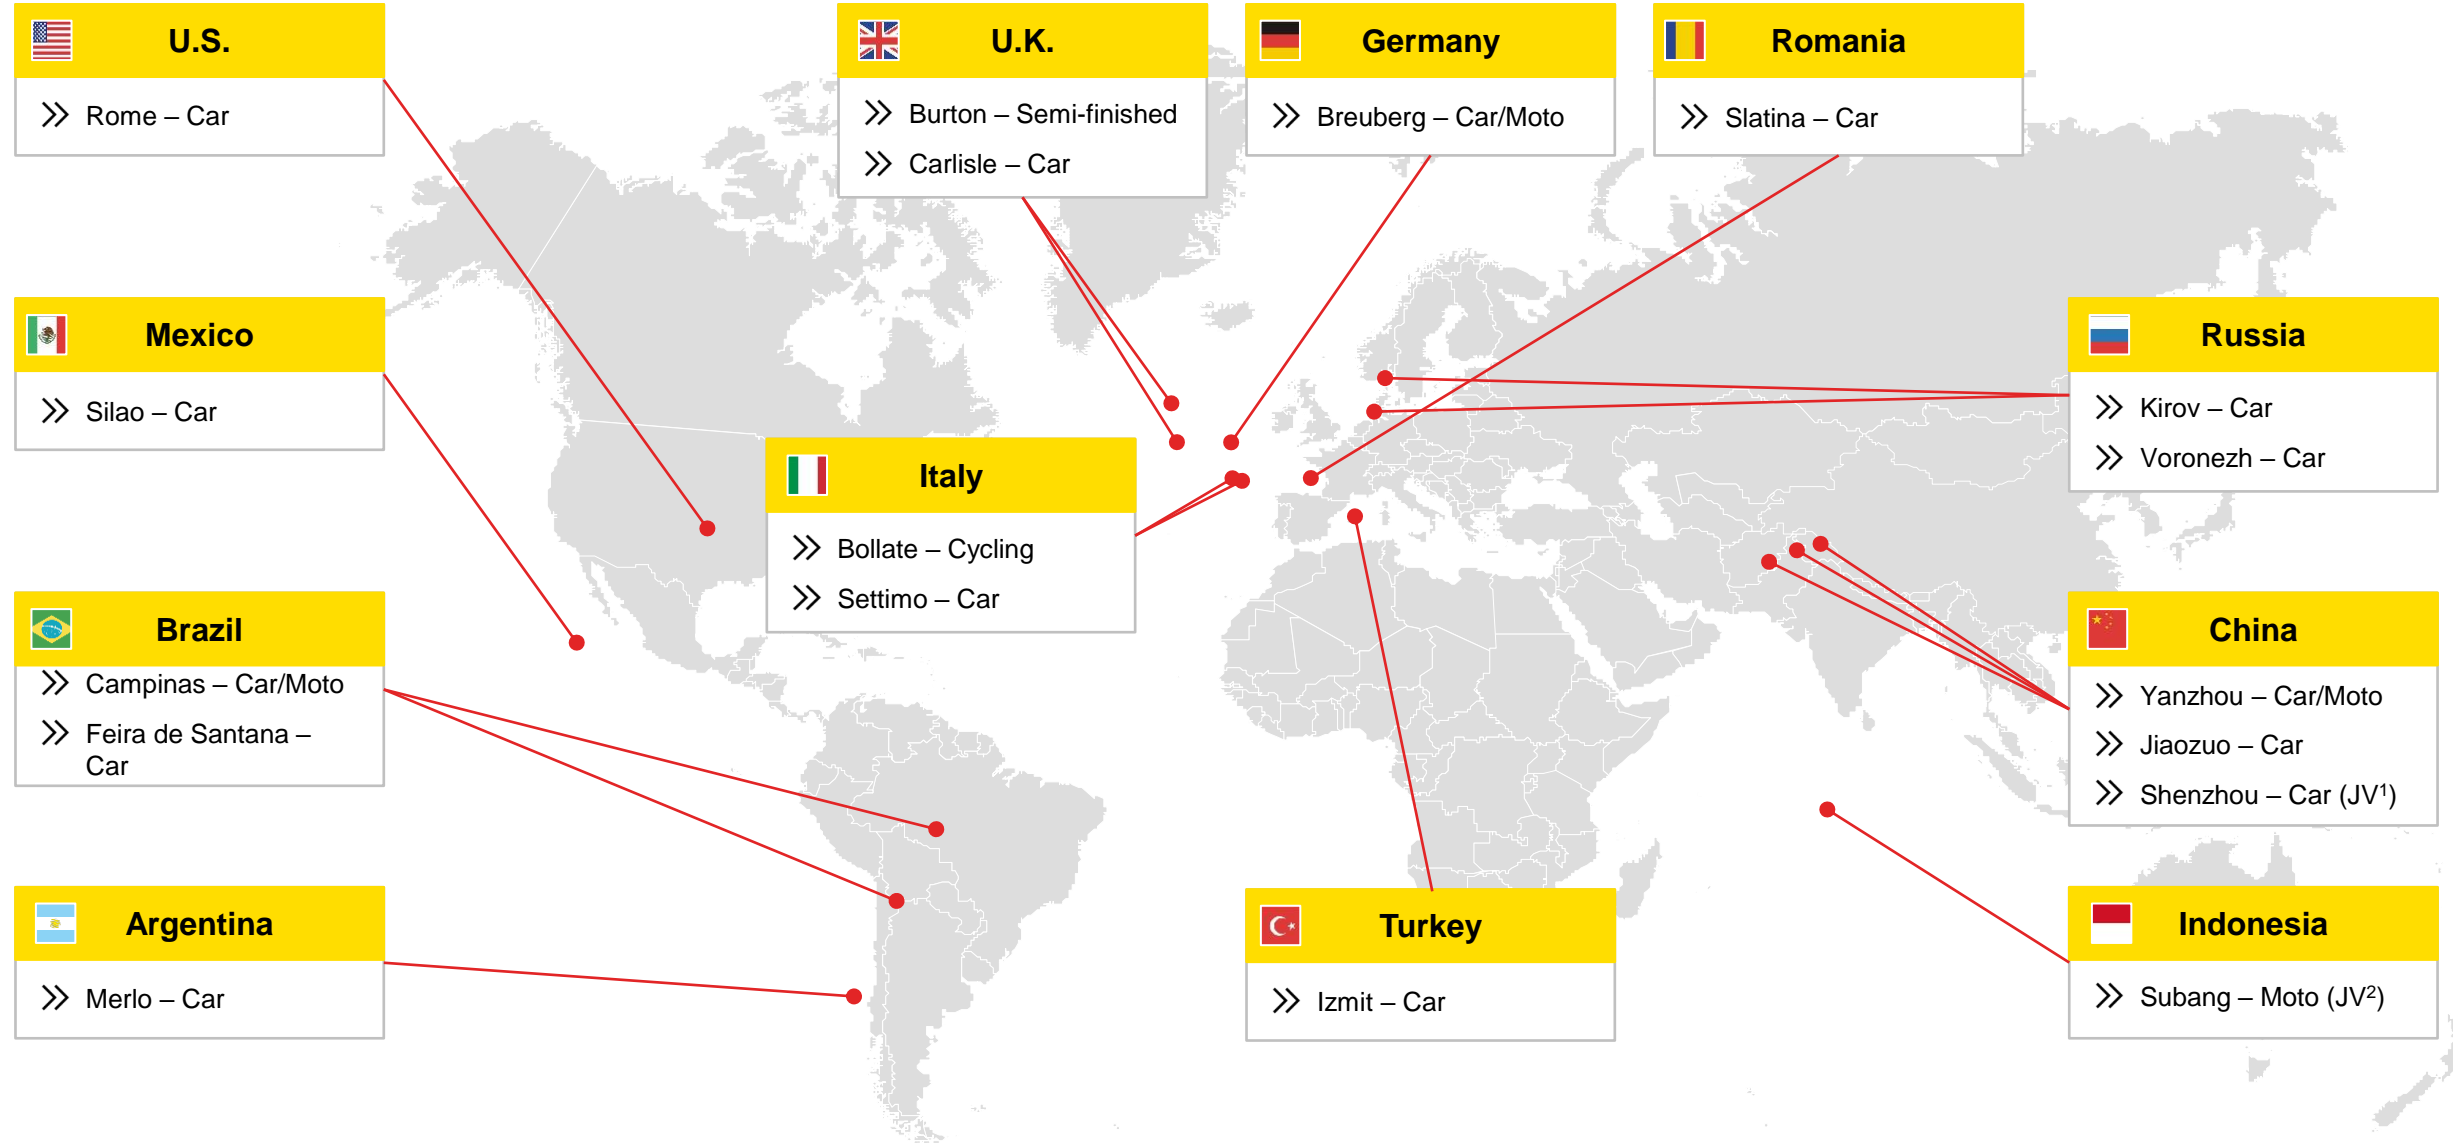 U.S.
Rome – Car
U.K.
Burton – Semi-finished
Carlisle – Car
Germany
Breuberg – Car/Moto
Romania
Slatina – Car
Mexico
Silao – Car
Italy
Bollate – Cycling
Settimo – Car
Russia
Kirov – Car
Voronezh – Car
Brazil
Campinas – Car/Moto
Feira de Santana –
Car
China
Yanzhou – Car/Moto
Jiaozuo – Car
Shenzhou – Car (JV¹)
Argentina
Merlo – Car
Turkey
Izmit – Car
Indonesia
Subang – Moto (JV²)